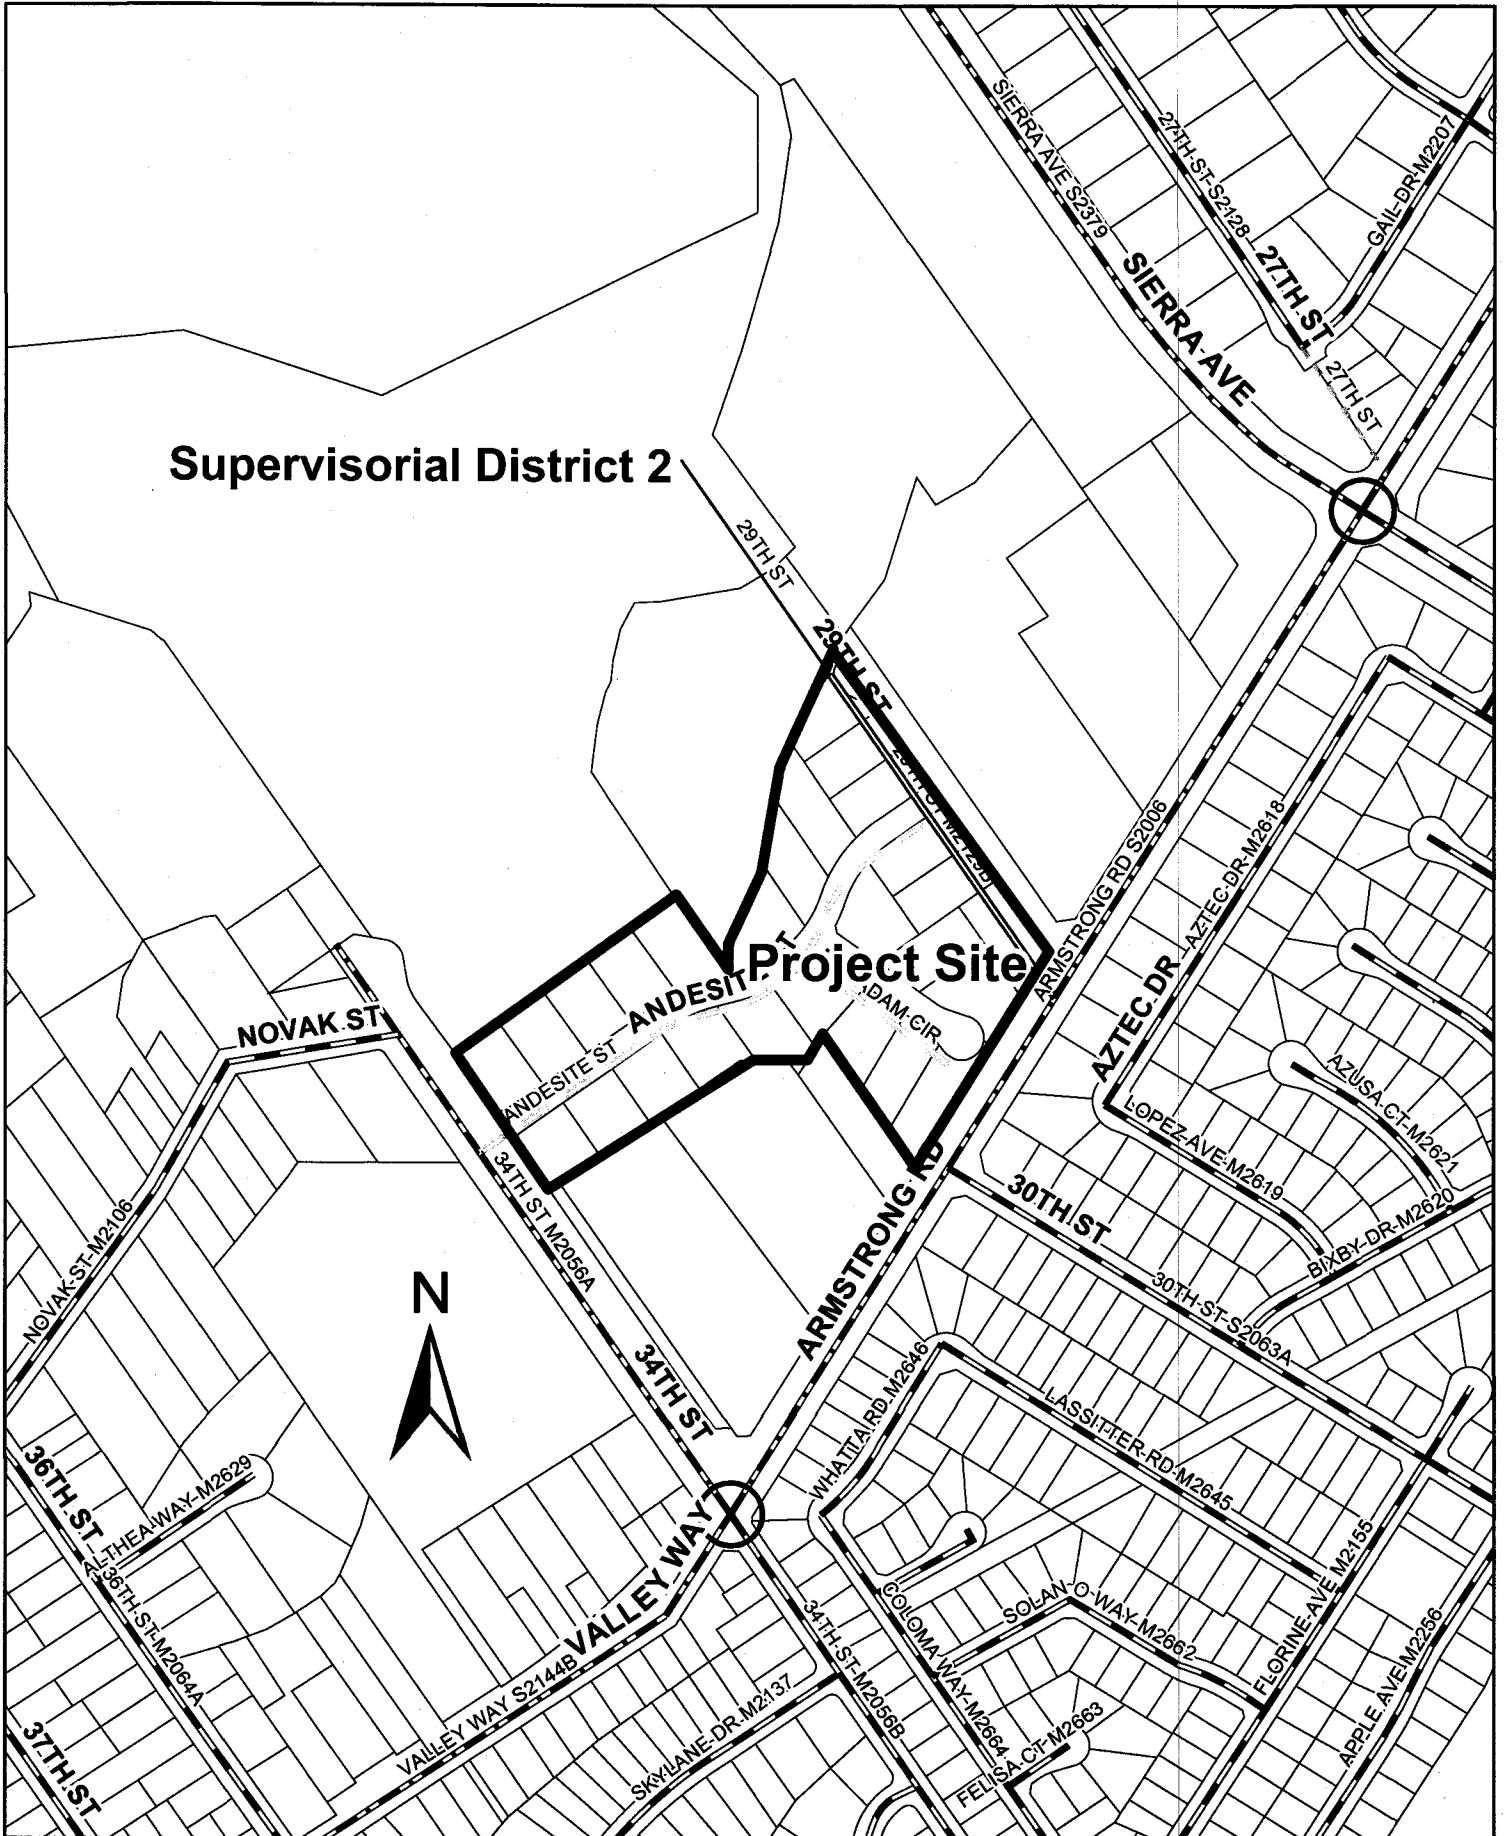 SIERRA AVE S2379
27TH-ST-S2128
GAIL-DR-M2207
27TH ST
SIERRA AVE
27TH ST
Supervisorial District 2
29TH ST
29TH ST
ARMSTRONG RD S2006
AZTEC-DR-M2618
Project Site
ANDESIT
ADAM CIR
AZTEC DR
NOVAK ST
ANDESITE ST
AZUSA-CT-M2621
LOPEZ-AVE-M2619
34TH ST M2056A
ARMSTRONG RD
30TH ST
BIXBY-DR-M2620
NOVAK-ST-M2106
N
30TH-ST-S2063A
34TH ST
WHATTA RD M2646
LASSITTER-RD-M2645
36TH ST
ALTHEA-WAY-M2629
VALLEY WAY
36TH-ST-M2064A
COLOMA WAY-M2664
SOLAN O-WAY-M2662
FLORINE-AVE M2155
34TH-ST-M2056B
APPLE AVE-M2256
VALLEY WAY S2144B
SKYLANE-DR-M2137
FELISA-CT-M2663
37TH ST